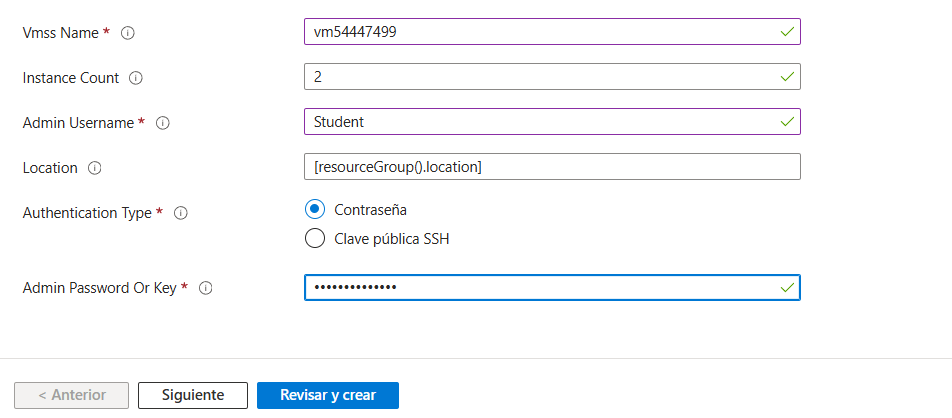 Vmss Name *
vm54447499
Instance Count
2
Admin Username *
Student
Location
[resourceGroup().location]
Authentication Type *
Contraseña
Clave pública SSH
Admin Password Or Key *
••••••••••••••
< Anterior
Siguiente
Revisar y crear